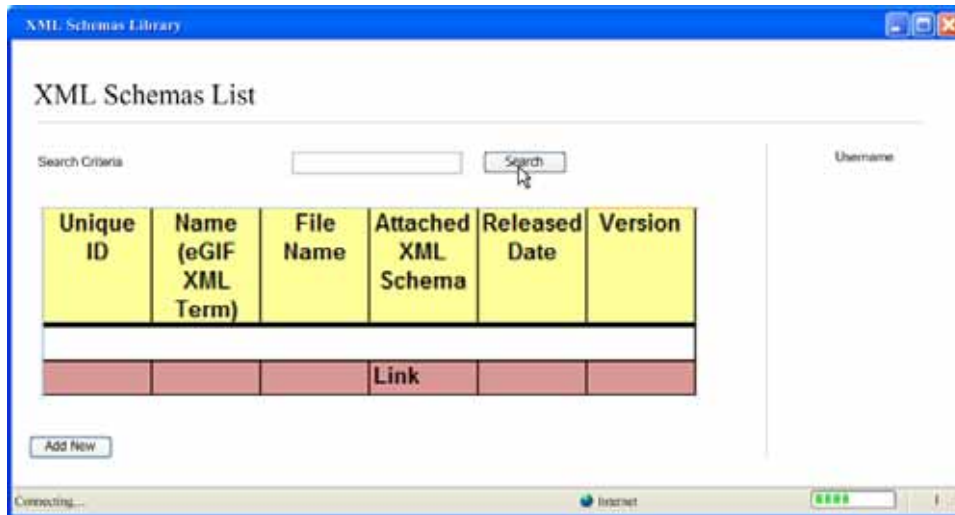 XML Schemas Library
XML Schemas List
Search Criteria
Search
Username
Unique ID
Name (eGIF XML Term)
File Name
Attached XML Schema
Released Date
Version
Link
Add New
Connecting...
Internet